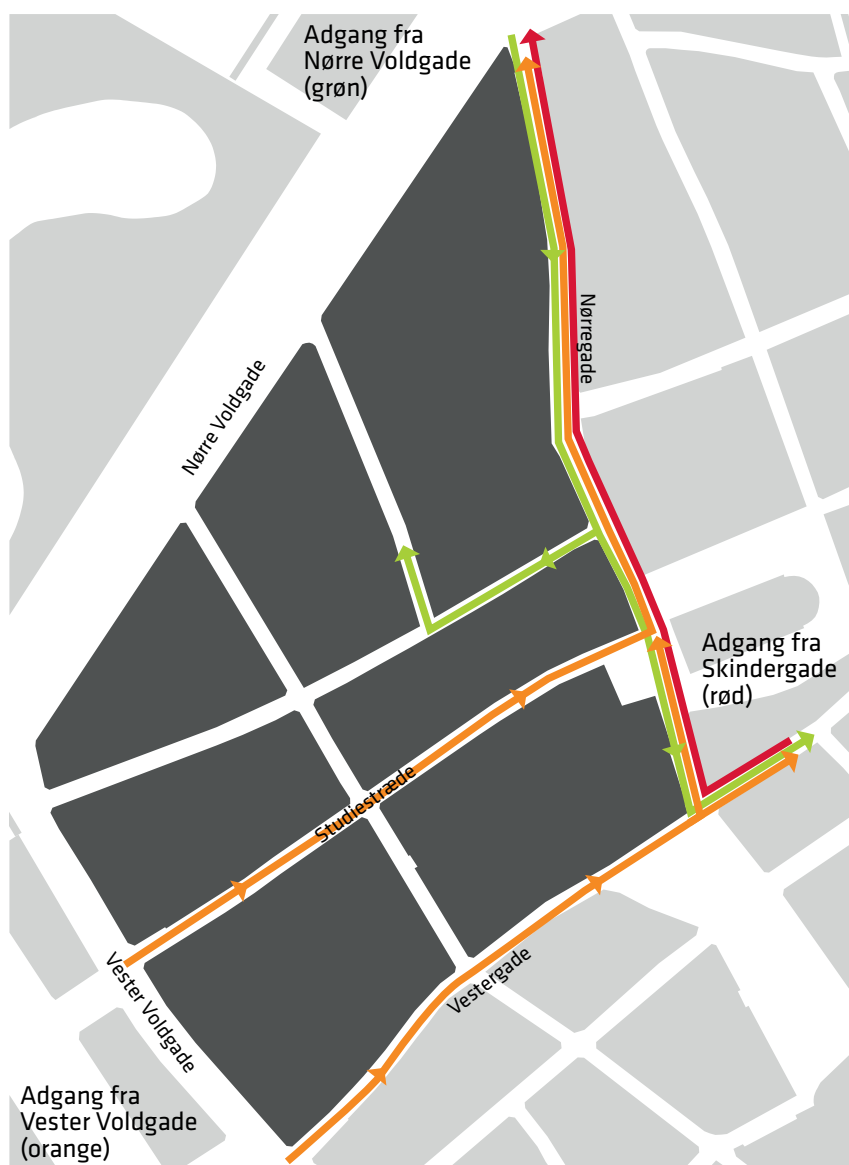 Adgang fra
Nørre Voldgade
(grøn)
Nørregade
Nørre Voldgade
Adgang fra
Skindergade
(rød)
Studiestræde
Vester Voldgade
Vestergade
Adgang fra
Vester Voldgade
(orange)